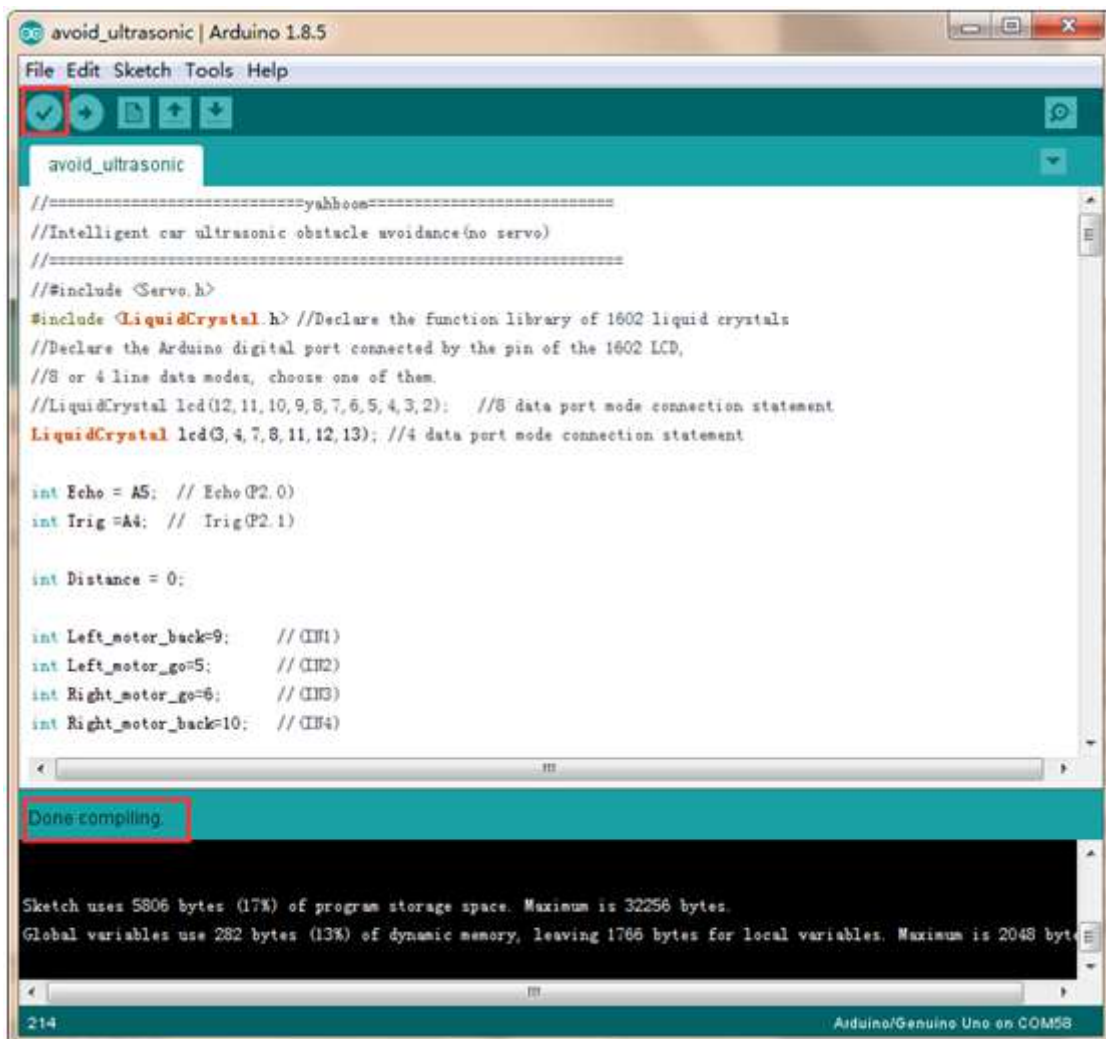 avoid_ultrasonic | Arduino 1.8.5
File Edit Sketch Tools Help
avoid_ultrasonic
//============================yahboom===========================
//Intelligent car ultrasonic obstacle avoidance(no servo)
//===============================================================
//#include <Servo.h>
#include <LiquidCrystal.h> //Declare the function library of 1602 liquid crystals
//Declare the Arduino digital port connected by the pin of the 1602 LCD,
//8 or 4 line data modes, choose one of them.
//LiquidCrystal lcd(12,11,10,9,8,7,6,5,4,3,2);   //8 data port mode connection statement
LiquidCrystal lcd(3,4,7,8,11,12,13); //4 data port mode connection statement
int Echo = A5;  // Echo(P2.0)
int Trig =A4;  //  Trig(P2.1)
int Distance = 0;
int Left_motor_back=9;     //(IN1)
int Left_motor_go=5;       //(IN2)
int Right_motor_go=6;      //(IN3)
int Right_motor_back=10;   //(IN4)
Done compiling.
Sketch uses 5806 bytes (17%) of program storage space. Maximum is 32256 bytes.
Global variables use 282 bytes (13%) of dynamic memory, leaving 1766 bytes for local variables. Maximum is 2048 byte
214
Arduino/Genuino Uno on COM58